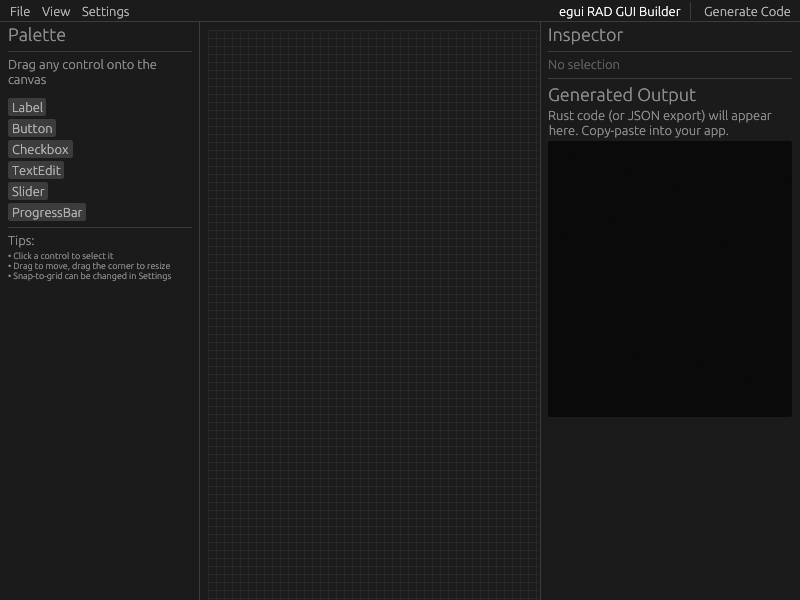 File View Settings egui RAD GUI Builder Generate Code
Palette
Drag any control onto the
canvas
Label
Button
Checkbox
TextEdit
Slider
ProgressBar
Tips:
• Click a control to select it
• Drag to move, drag the corner to resize
• Snap-to-grid can be changed in Settings
Inspector
No selection
Generated Output
Rust code (or JSON export) will appear
here. Copy-paste into your app.